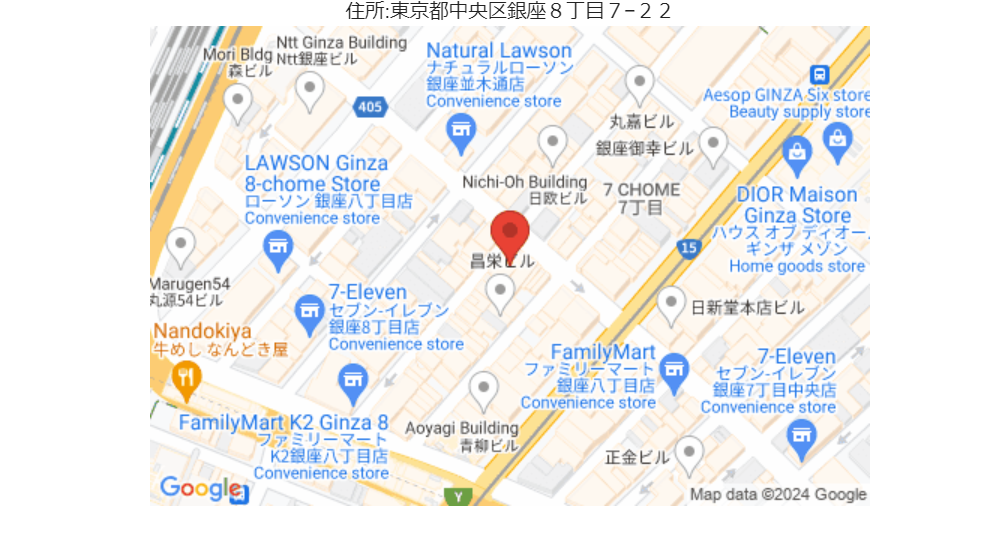 住所:東京都中央区銀座８丁目７−２２
Ntt Ginza Building
Ntt銀座ビル
Mori Bldg
森ビル
Natural Lawson
ナチュラルローソン
銀座並木通店
Convenience store
405
丸嘉ビル
Aesop GINZA Six store
Beauty supply store
銀座御幸ビル
LAWSON Ginza
8-chome Store
ローソン 銀座八丁目店
Convenience store
Nichi-Oh Building
日欧ビル
7 CHOME
7丁目
DIOR Maison
Ginza Store
ハウス オブ ディオー
ギンザ メゾン
Home goods store
15
昌栄ビル
Marugen54
丸源54ビル
7-Eleven
セブン-イレブン
銀座8丁目店
Convenience store
日新堂本店ビル
Nandokiya
牛めし なんどき屋
FamilyMart
ファミリーマート
銀座八丁目店
Convenience store
7-Eleven
セブン-イレブン
銀座7丁目中央店
Convenience store
FamilyMart K2 Ginza 8
ファミリーマート
K2銀座八丁目店
Convenience store
Aoyagi Building
青柳ビル
正金ビル
Google
Y
Map data ©2024 Google